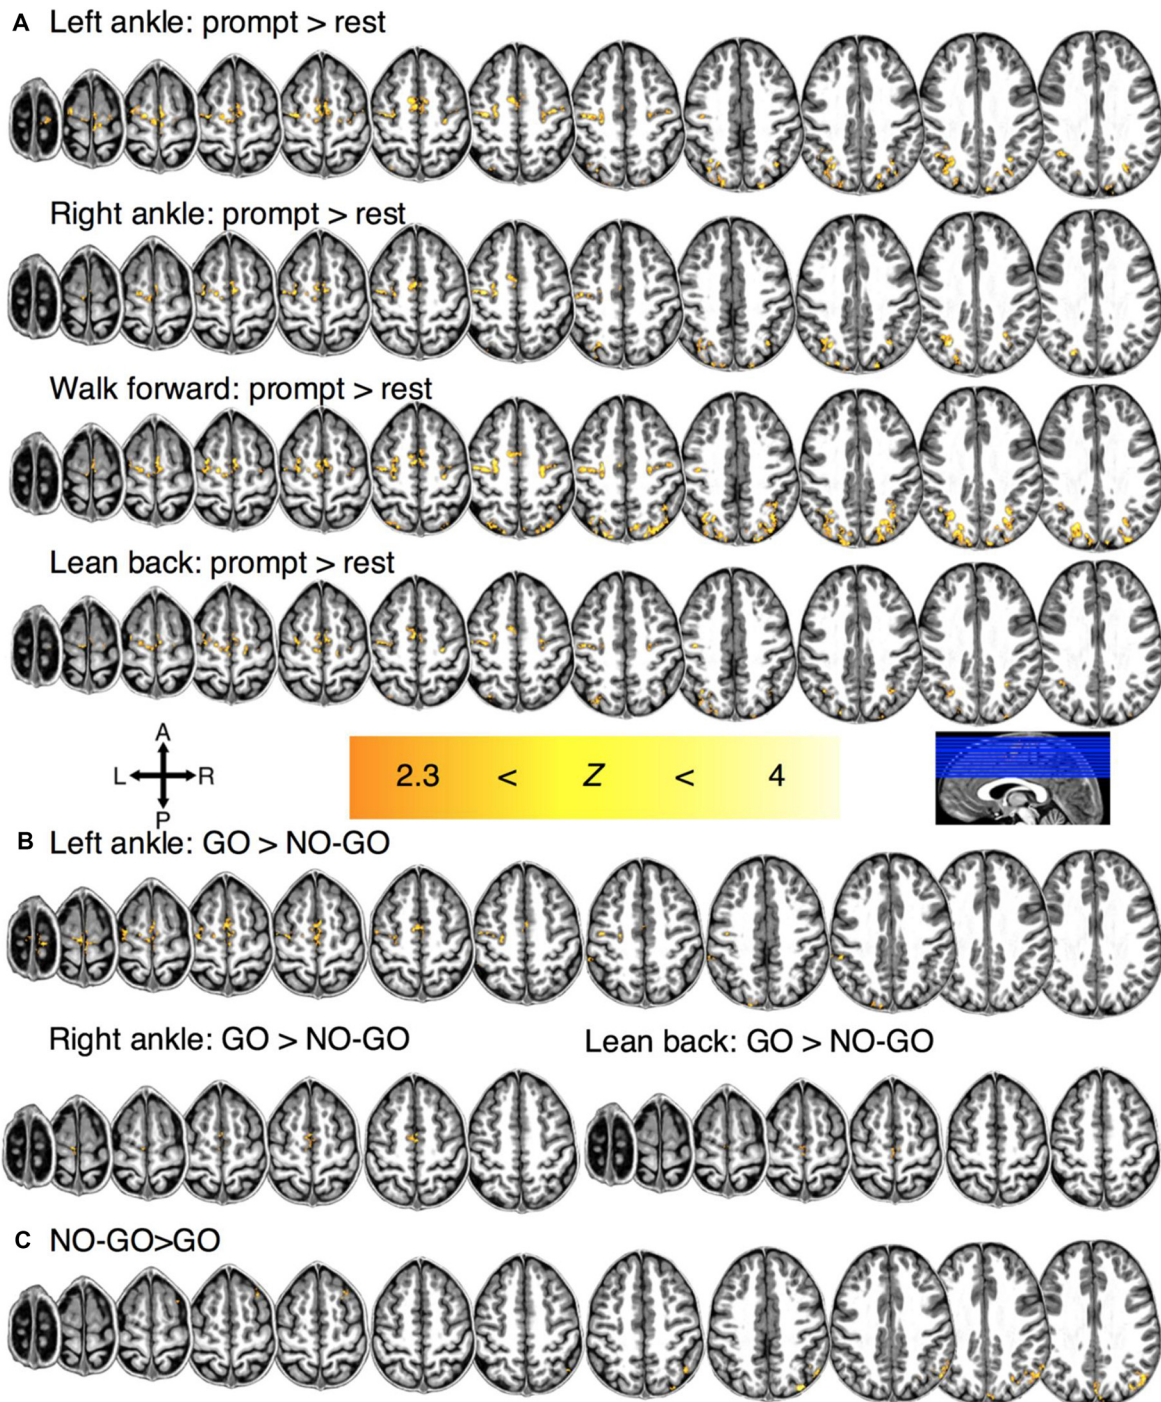 A Left ankle: prompt > rest
Right ankle: prompt > rest
Walk forward: prompt > rest
Lean back: prompt > rest
A
L R
P
2.3 < Z < 4
B Left ankle: GO > NO-GO
Right ankle: GO > NO-GO
Lean back: GO > NO-GO
C NO-GO>GO